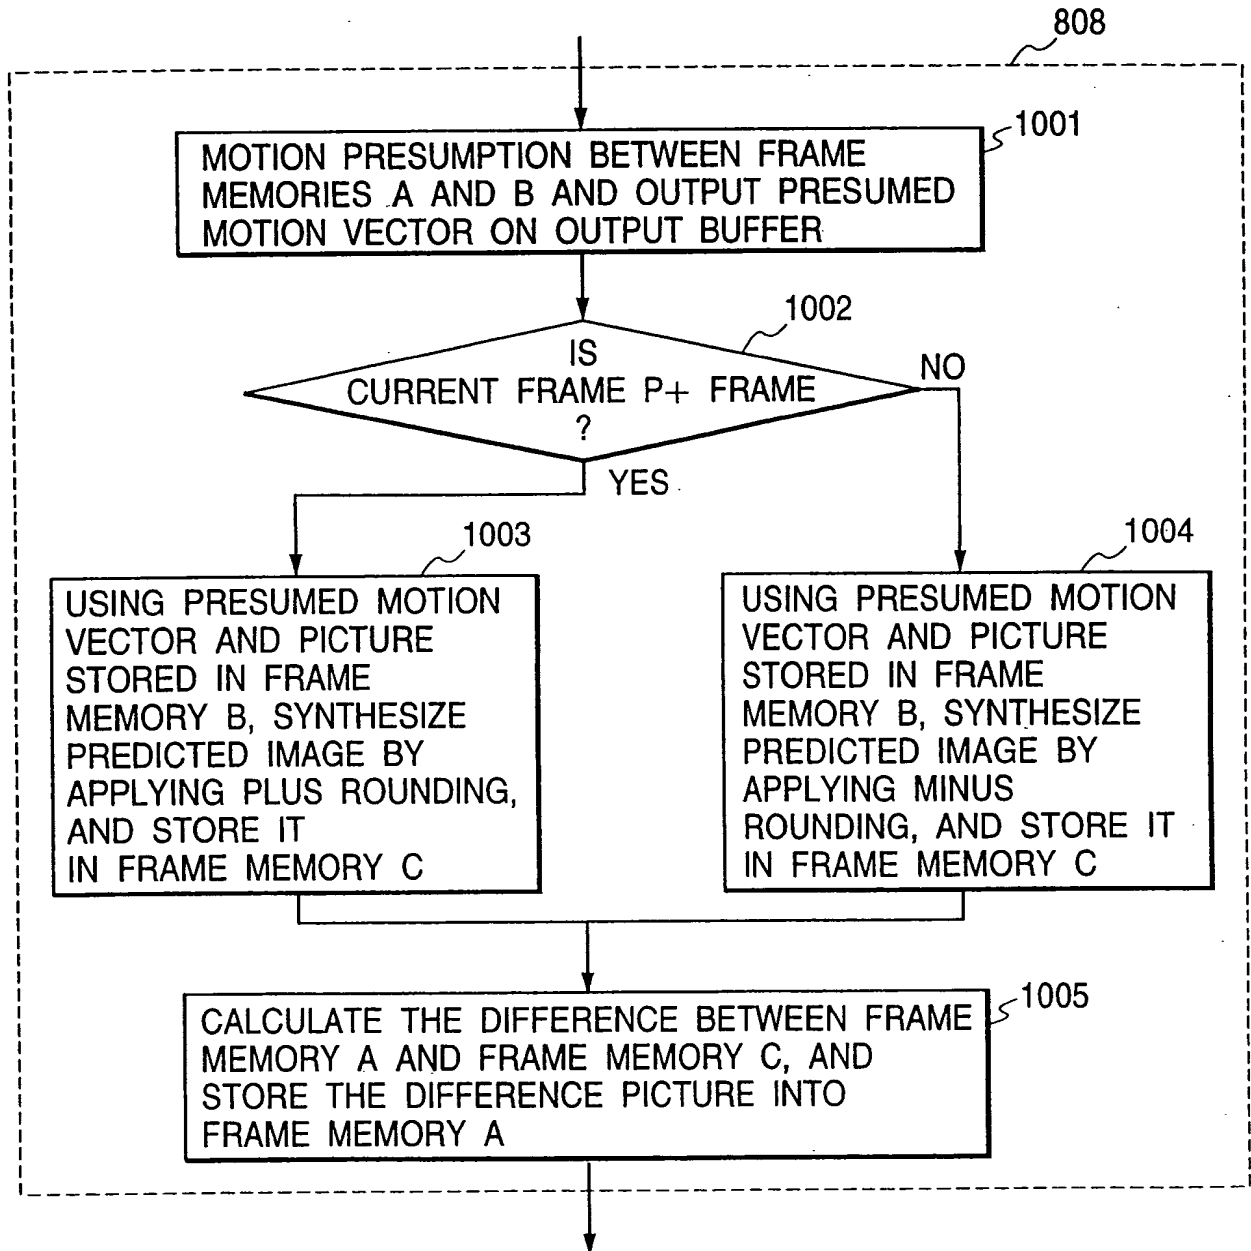 808
1001
MOTION PRESUMPTION BETWEEN FRAME
MEMORIES A AND B AND OUTPUT PRESUMED
MOTION VECTOR ON OUTPUT BUFFER
1002
IS
CURRENT FRAME P+ FRAME
?
NO
YES
1003
USING PRESUMED MOTION
VECTOR AND PICTURE
STORED IN FRAME
MEMORY B, SYNTHESIZE
PREDICTED IMAGE BY
APPLYING PLUS ROUNDING,
AND STORE IT
IN FRAME MEMORY C
1004
USING PRESUMED MOTION
VECTOR AND PICTURE
STORED IN FRAME
MEMORY B, SYNTHESIZE
PREDICTED IMAGE BY
APPLYING MINUS
ROUNDING, AND STORE IT
IN FRAME MEMORY C
1005
CALCULATE THE DIFFERENCE BETWEEN FRAME
MEMORY A AND FRAME MEMORY C, AND
STORE THE DIFFERENCE PICTURE INTO
FRAME MEMORY A